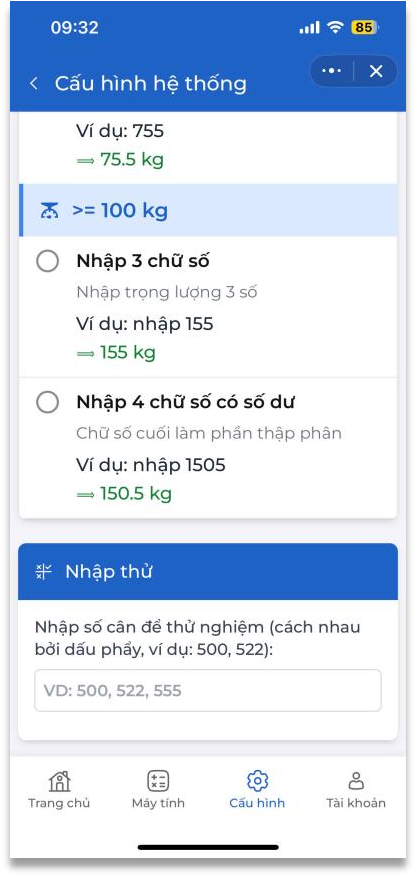 09:32
85
Cấu hình hệ thống
Ví dụ: 755
⟹ 75.5 kg
>= 100 kg
Nhập 3 chữ số
Nhập trọng lượng 3 số
Ví dụ: nhập 155
⟹ 155 kg
Nhập 4 chữ số có số dư
Chữ số cuối làm phần thập phân
Ví dụ: nhập 1505
⟹ 150.5 kg
Nhập thử
Nhập số cân để thử nghiệm (cách nhau
bởi dấu phẩy, ví dụ: 500, 522):
VD: 500, 522, 555
Trang chủ Máy tính Cấu hình Tài khoản